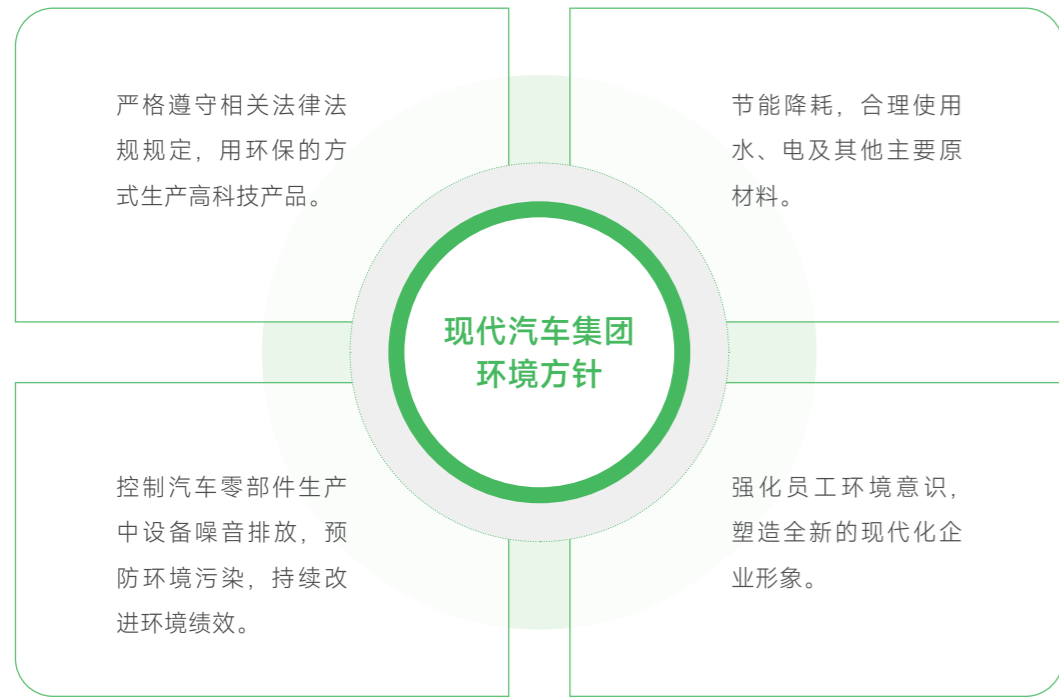 严格遵守相关法律法
规规定，用环保的方
式生产高科技产品。
节能降耗，合理使用
水、电及其他主要原
材料。
现代汽车集团
环境方针
控制汽车零部件生产
中设备噪音排放，预
防环境污染，持续改
进环境绩效。
强化员工环境意识，
塑造全新的现代化企
业形象。